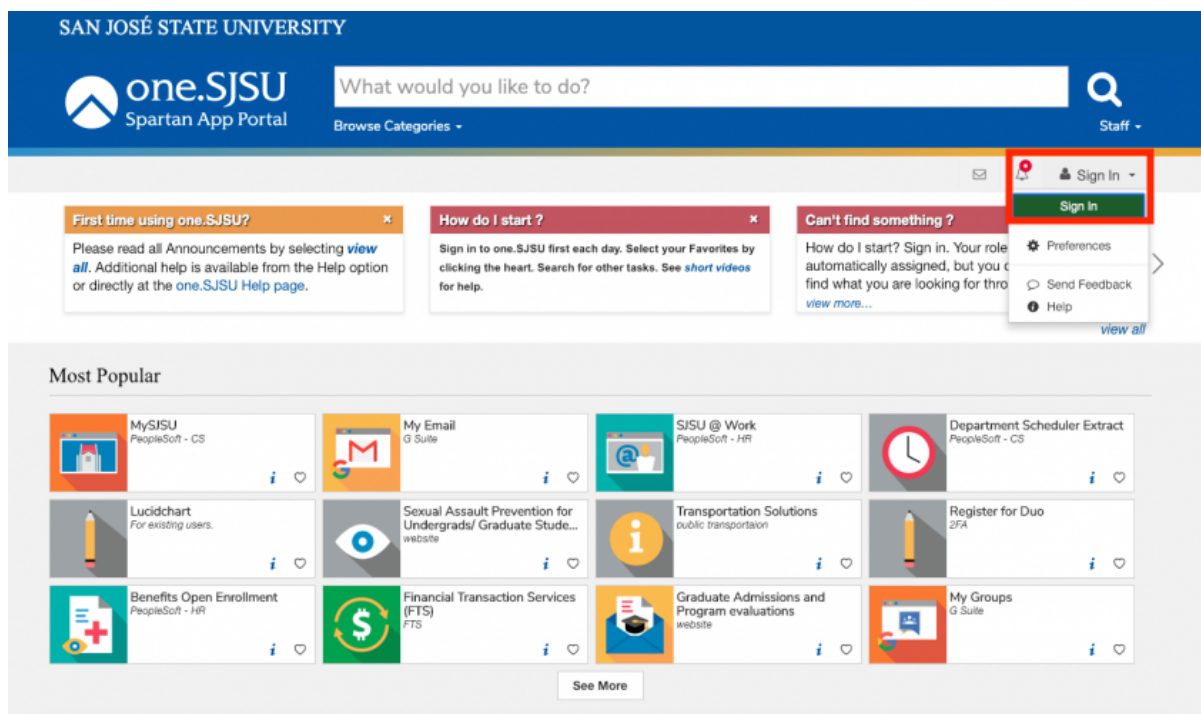 SAN JOSÉ STATE UNIVERSITY
one.SJSU
Spartan App Portal
What would you like to do?
Browse Categories
Staff
Sign In
Sign In
Preferences
Send Feedback
Help
First time using one.SJSU?
Please read all Announcements by selecting view
all. Additional help is available from the Help option
or directly at the one.SJSU Help page.
How do I start ?
Sign in to one.SJSU first each day. Select your Favorites by
clicking the heart. Search for other tasks. See short videos
for help.
Can't find something ?
How do I start? Sign in. Your role
automatically assigned, but you
find what you are looking for thro
view more...
view all
Most Popular
MySJSU
PeopleSoft - CS
My Email
G Suite
SJSU @ Work
PeopleSoft - HR
Department Scheduler Extract
PeopleSoft - CS
Lucidchart
For existing users.
Sexual Assault Prevention for
Undergrads/ Graduate Stude...
website
Transportation Solutions
public transportaion
Register for Duo
2FA
Benefits Open Enrollment
PeopleSoft - HR
Financial Transaction Services
(FTS)
FTS
Graduate Admissions and
Program evaluations
website
My Groups
G Suite
See More